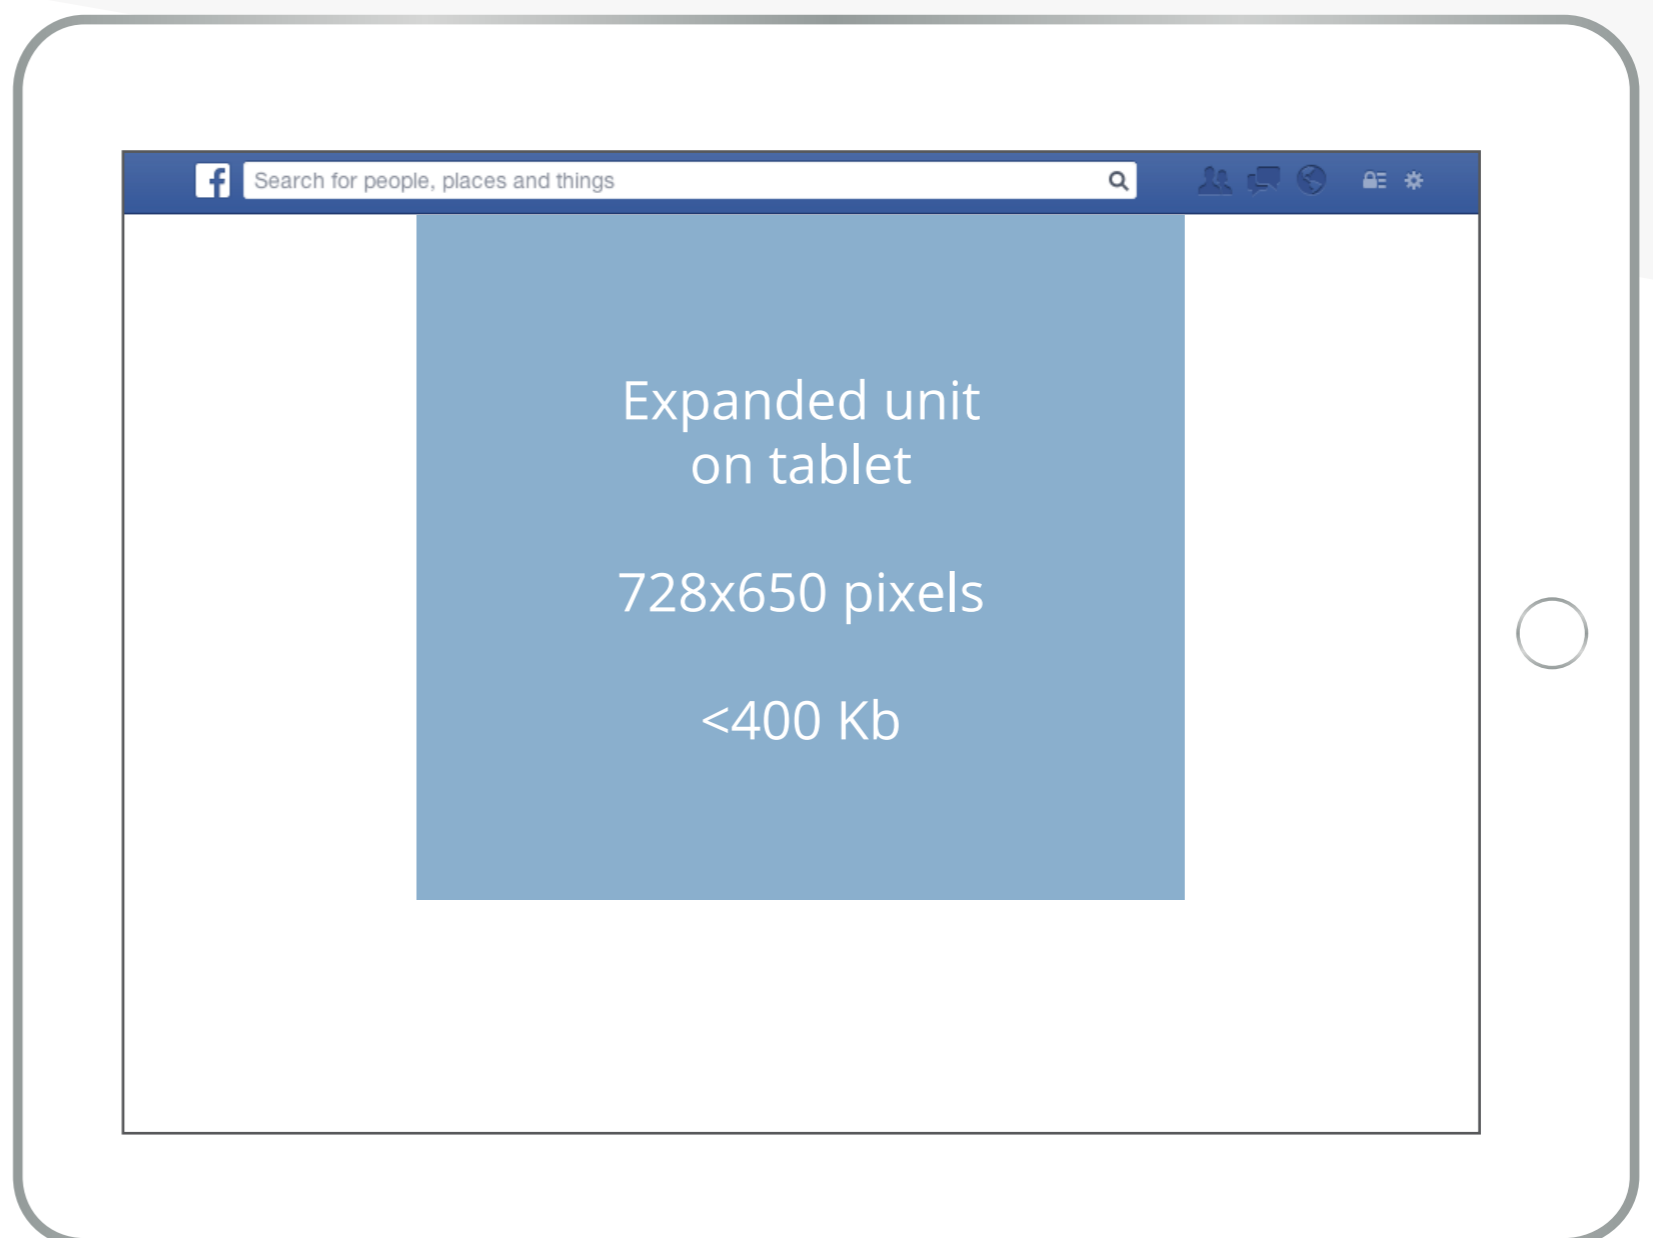 f Search for people, places and things
Expanded unit
on tablet
728x650 pixels
<400 Kb